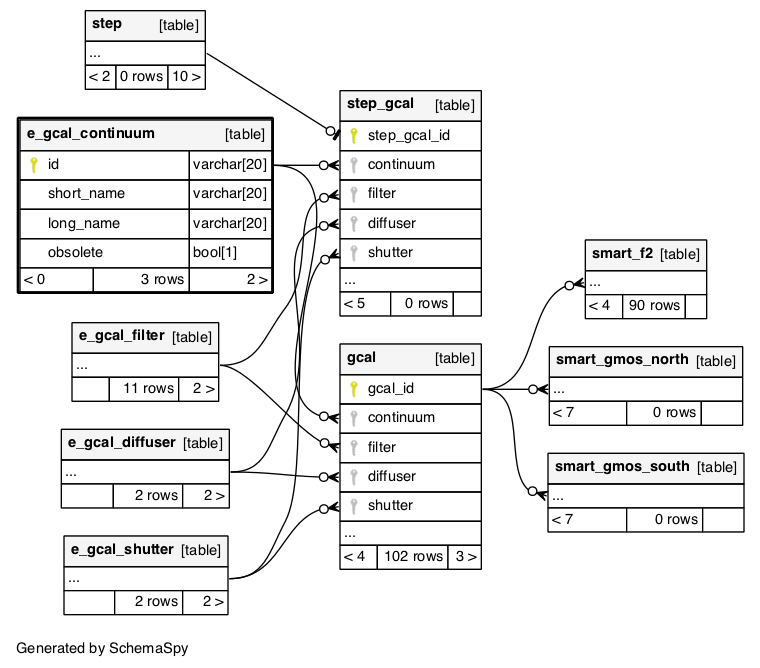 step [table]
...
< 2 0 rows 10 >
e_gcal_continuum [table]
id varchar[20]
short_name varchar[20]
long_name varchar[20]
obsolete bool[1]
< 0 3 rows 2 >
e_gcal_filter [table]
...
11 rows 2 >
e_gcal_diffuser [table]
...
2 rows 2 >
e_gcal_shutter [table]
...
2 rows 2 >
step_gcal [table]
step_gcal_id
continuum
filter
diffuser
shutter
...
< 5 0 rows
gcal [table]
gcal_id
continuum
filter
diffuser
shutter
...
< 4 102 rows 3 >
smart_f2 [table]
...
< 4 90 rows
smart_gmos_north [table]
...
< 7 0 rows
smart_gmos_south [table]
...
< 7 0 rows
Generated by SchemaSpy